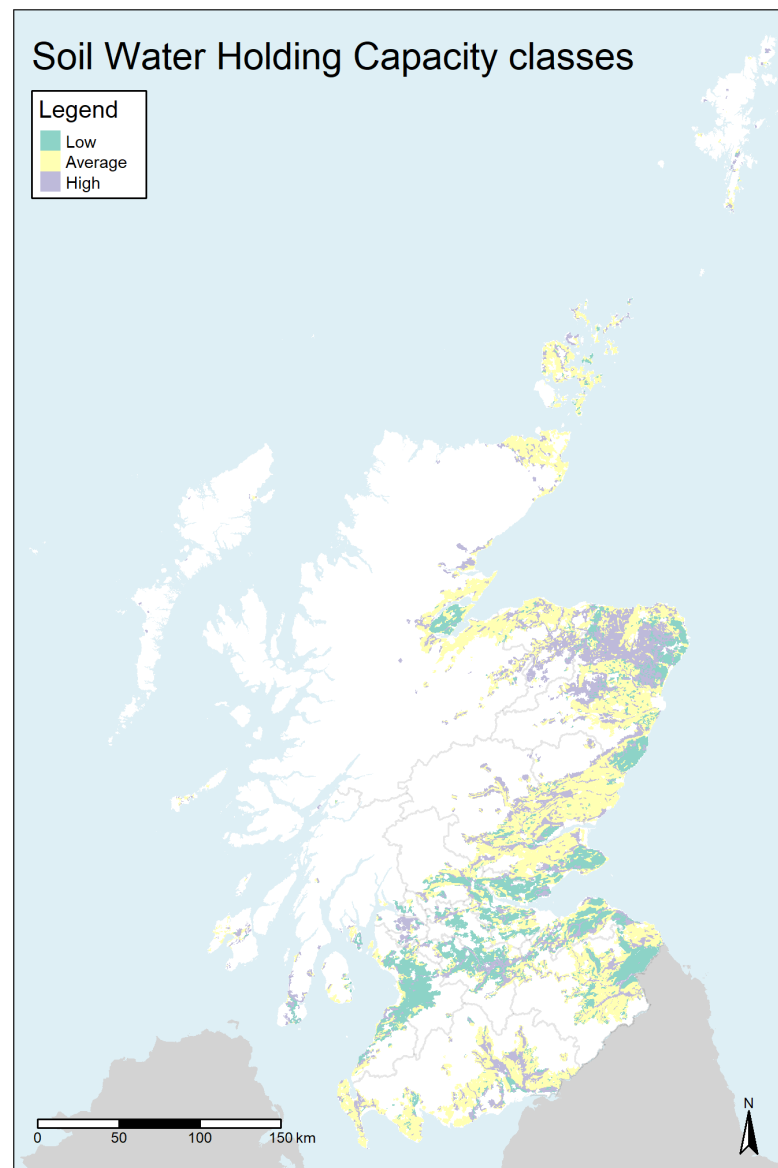 Soil Water Holding Capacity classes
Legend
Low
Average
High
N
0 50 100 150 km